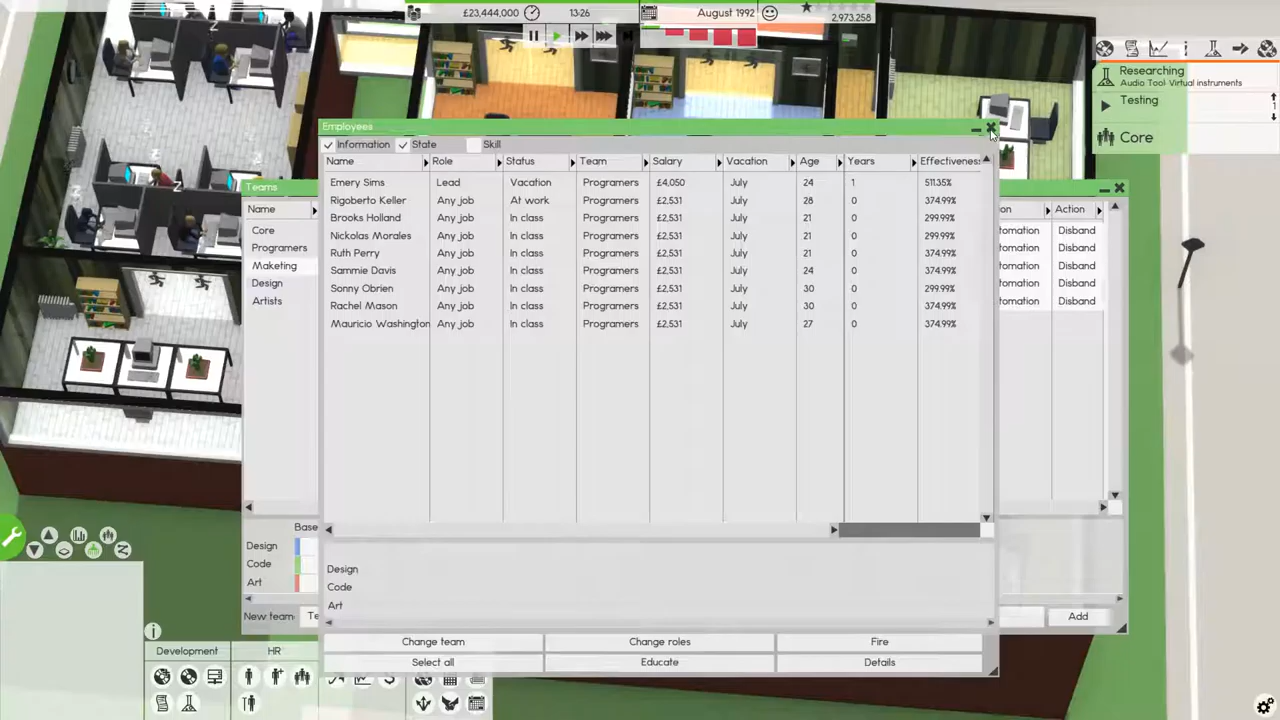 £23,444,000 13:26 August 1992 2,973,258
Researching
Audio Tool: Virtual instruments
Testing
Core
Employees
Information State Skill
Name Role Status Team Salary Vacation Age Years Effectiveness
Emery Sims Lead Vacation Programers £4,050 July 24 1 511.35%
Rigoberto Keller Any job At work Programers £2,531 July 28 0 374.99%
Brooks Holland Any job In class Programers £2,531 July 21 0 299.99%
Nickolas Morales Any job In class Programers £2,531 July 21 0 299.99%
Ruth Perry Any job In class Programers £2,531 July 21 0 374.99%
Sammie Davis Any job In class Programers £2,531 July 24 0 374.99%
Sonny Obrien Any job In class Programers £2,531 July 30 0 299.99%
Rachel Mason Any job In class Programers £2,531 July 30 0 374.99%
Mauricio Washington Any job In class Programers £2,531 July 27 0 374.99%
Design
Code
Art
Change team Change roles Fire
Select all Educate Details
Teams
Name on Action
Core tomation Disband
Programers tomation Disband
Maketing tomation Disband
Design tomation Disband
Artists tomation Disband
Base
Design
Code
Art
New team Te Add
Development HR